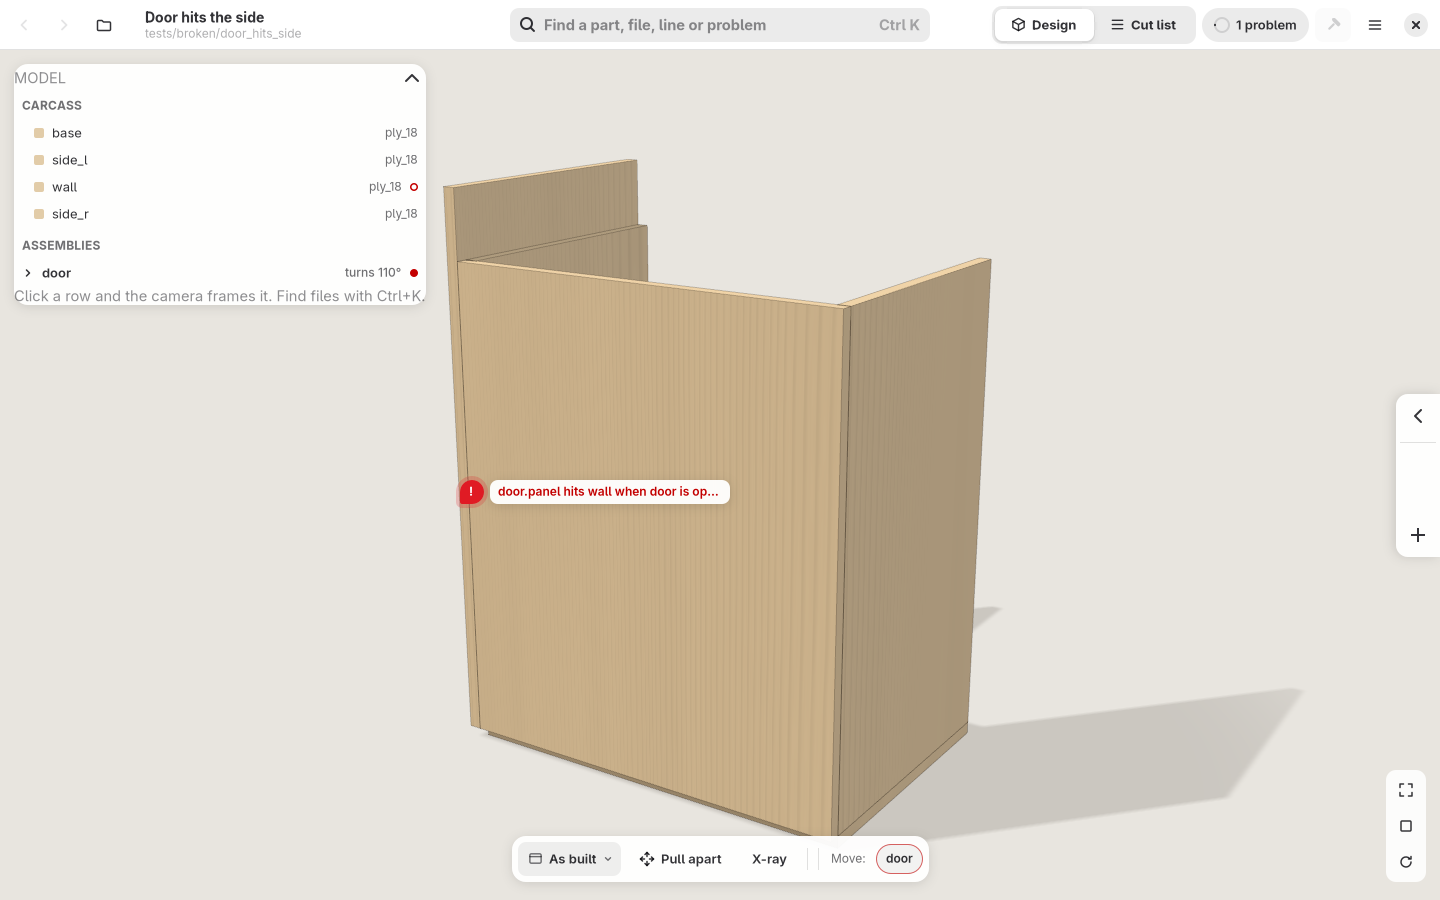 Door hits the side
tests/broken/door_hits_side
Find a part, file, line or problem Ctrl K
Design
Cut list
1 problem
MODEL
CARCASS
base ply_18
side_l ply_18
wall ply_18
side_r ply_18
ASSEMBLIES
door turns 110°
Click a row and the camera frames it. Find files with Ctrl+K.
! door.panel hits wall when door is op...
As built
Pull apart
X-ray
Move: door